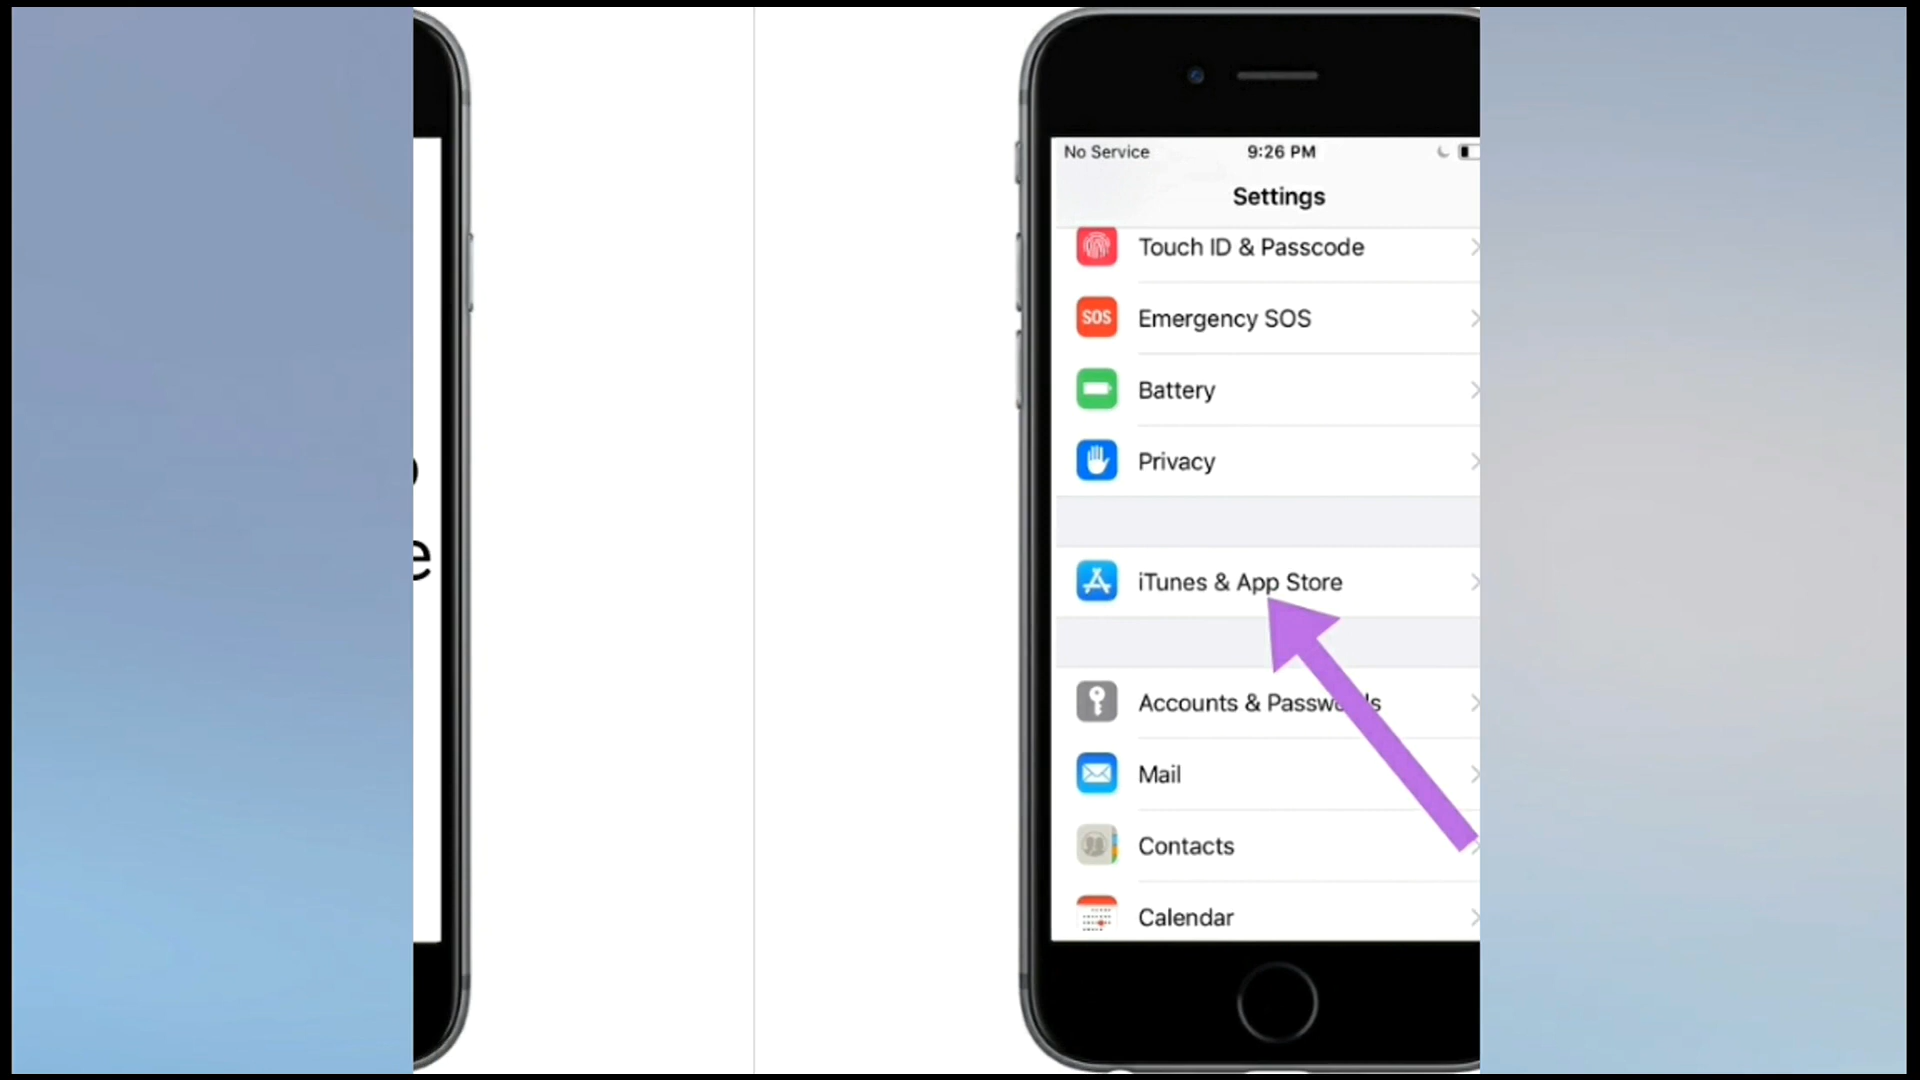 e
No Service 9:26 PM
Settings
Touch ID & Passcode
SOS Emergency SOS
Battery
Privacy
iTunes & App Store
Accounts & Passwords
Mail
Contacts
Calendar